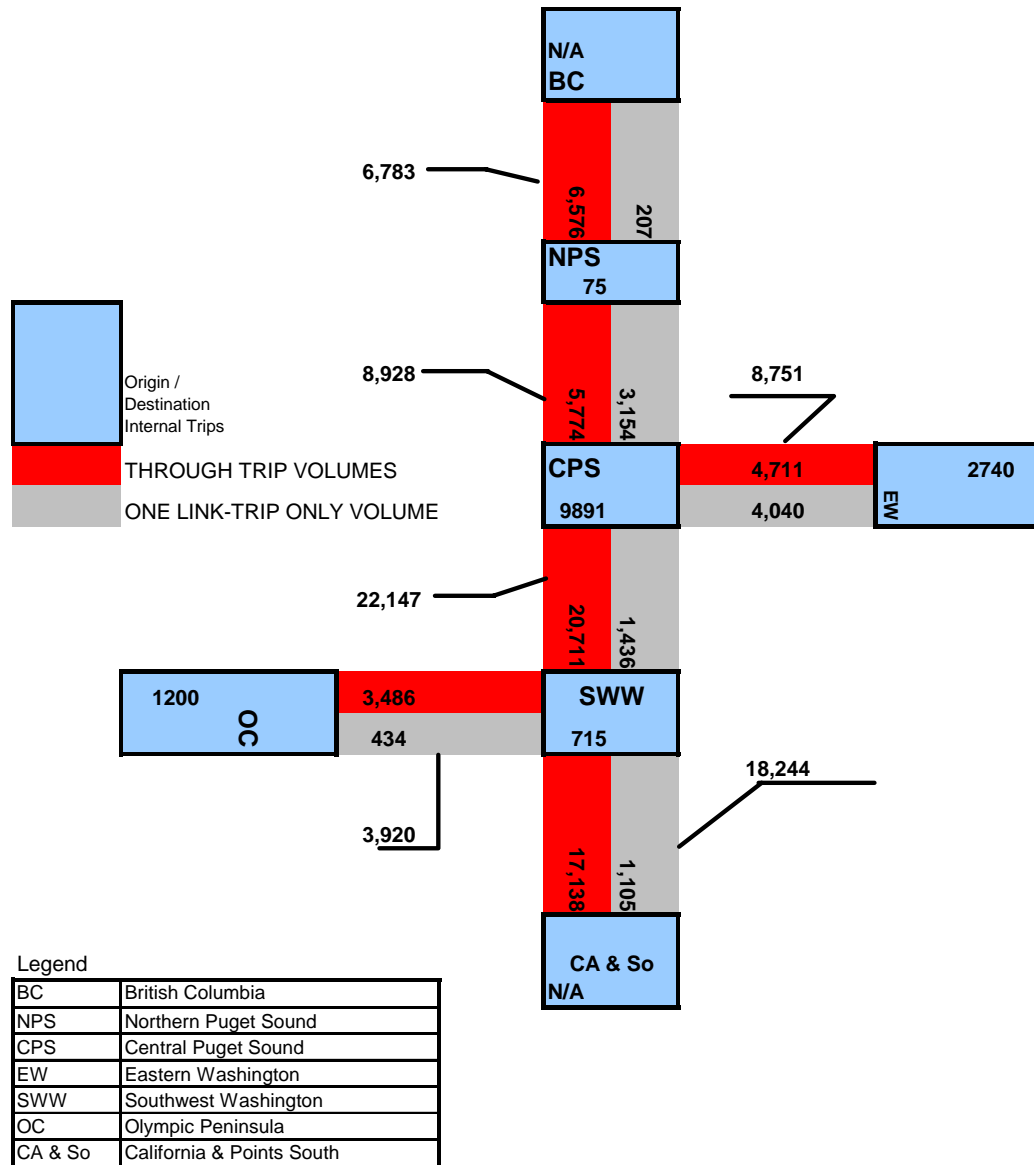 N/A
BC
6,783
6,576
207
NPS
75
8,928
5,774
3,154
8,751
Origin /
Destination
Internal Trips
THROUGH TRIP VOLUMES
ONE LINK-TRIP ONLY VOLUME
CPS
9891
4,711
4,040
2740
EW
22,147
20,711
1,436
1200
OC
3,486
434
SWW
715
18,244
3,920
17,138
1,105
CA & So
N/A
Legend
BC British Columbia
NPS Northern Puget Sound
CPS Central Puget Sound
EW Eastern Washington
SWW Southwest Washington
OC Olympic Peninsula
CA & So California & Points South